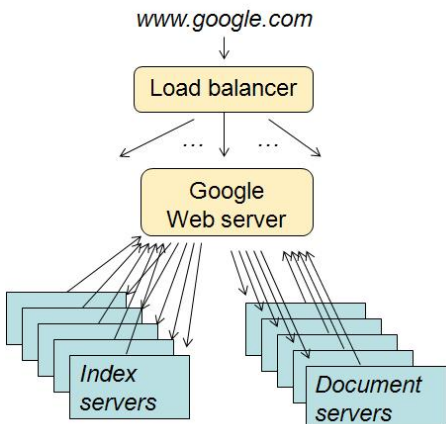 www.google.com
Load balancer
... ...
Google
Web server
Index
servers
Document
servers